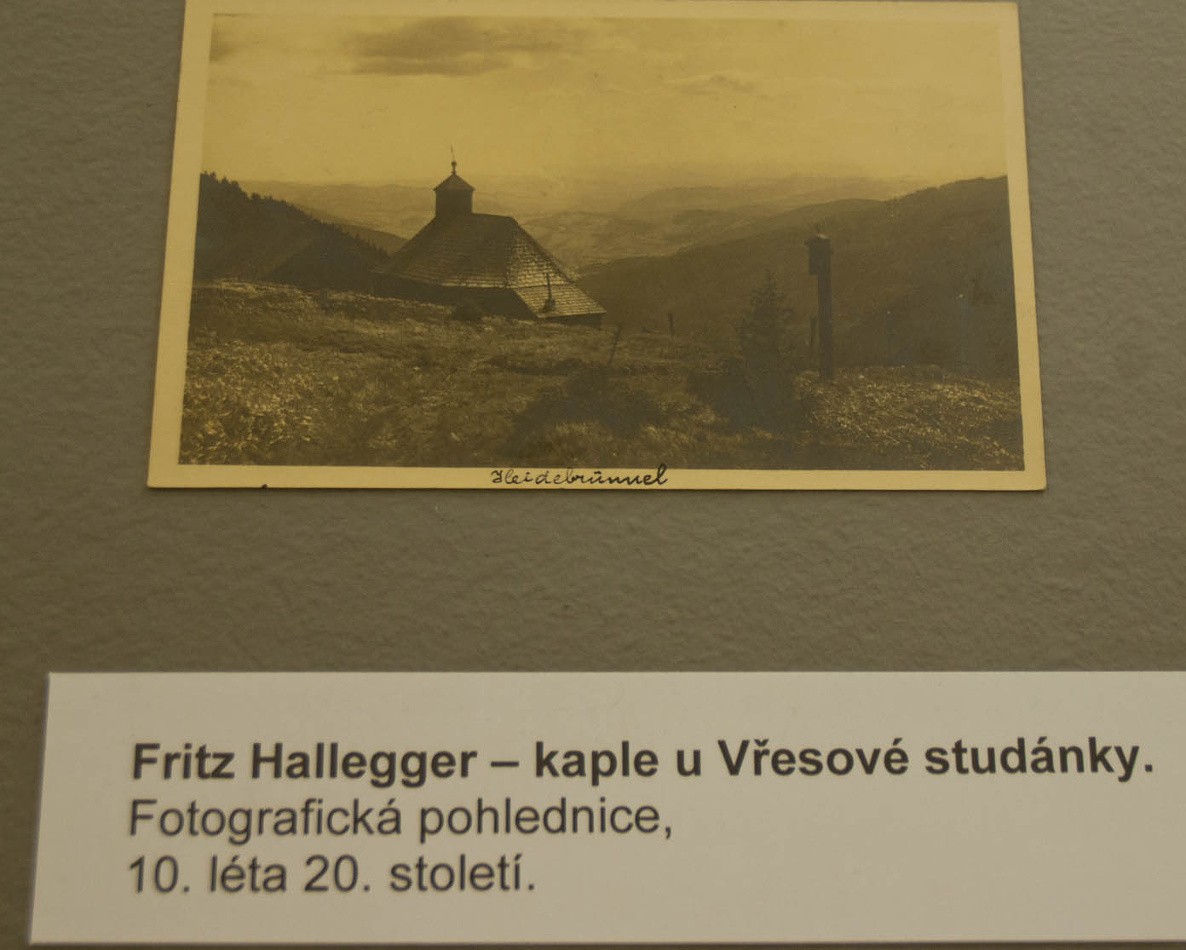 Heidebrünnel
Fritz Hallegger – kaple u Vřesové studánky.
Fotografická pohlednice,
10. léta 20. století.